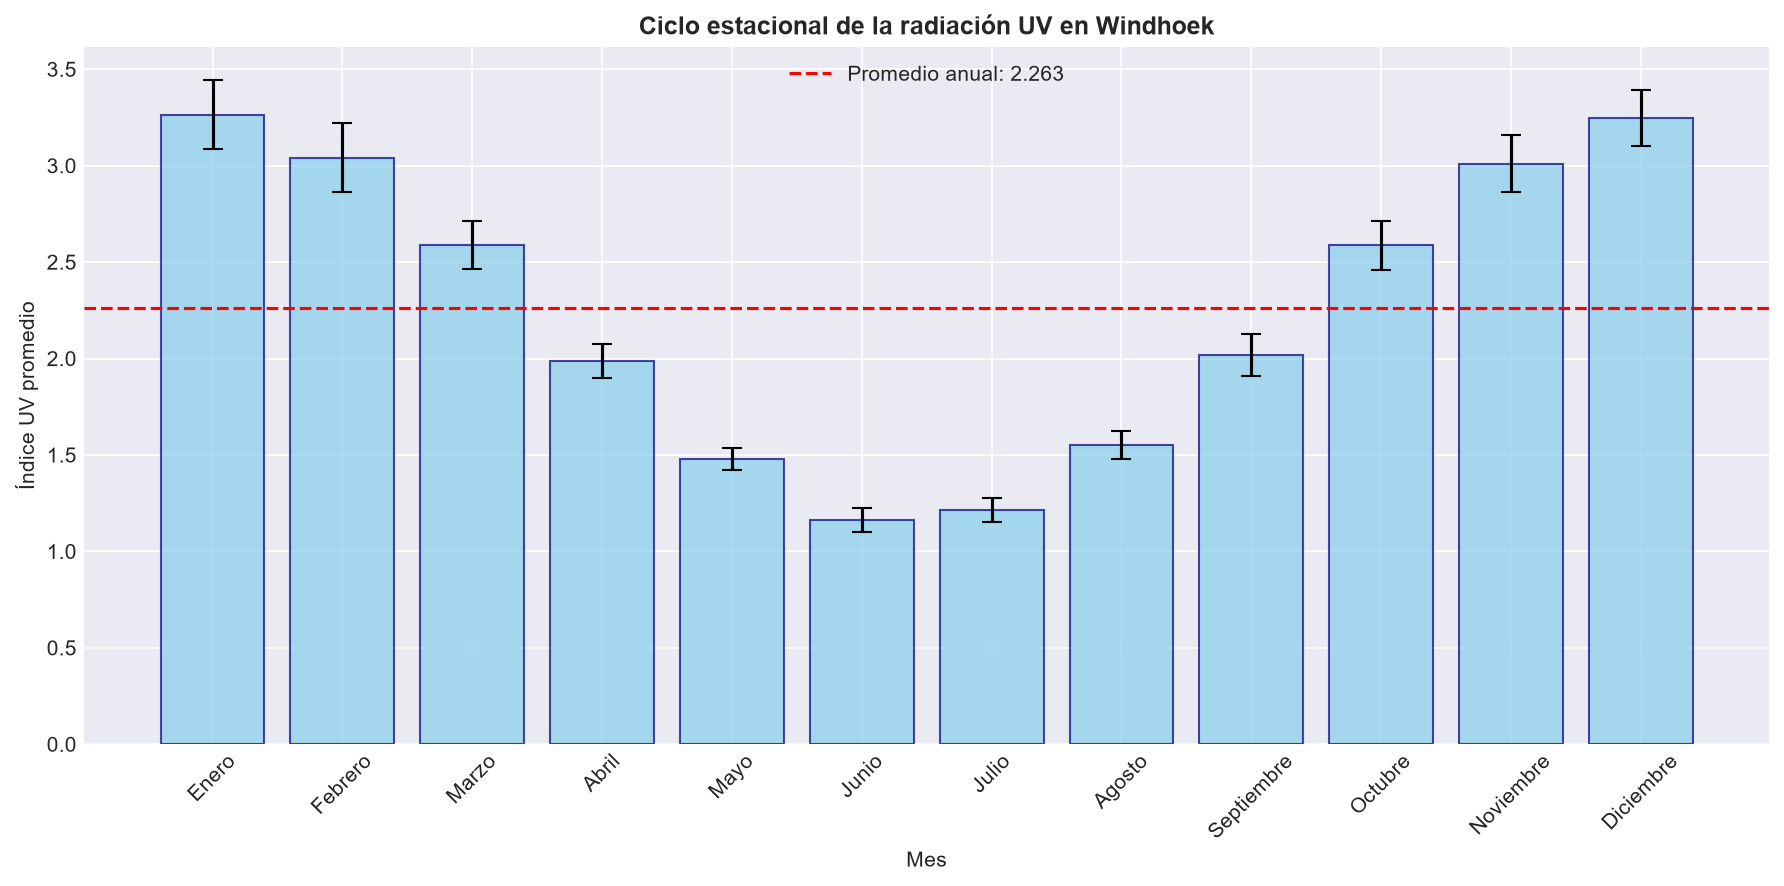 Ciclo estacional de la radiación UV en Windhoek
Promedio anual: 2.263
Índice UV promedio
3.5
3.0
2.5
2.0
1.5
1.0
0.5
0.0
Enero
Febrero
Marzo
Abril
Mayo
Junio
Julio
Agosto
Septiembre
Octubre
Noviembre
Diciembre
Mes